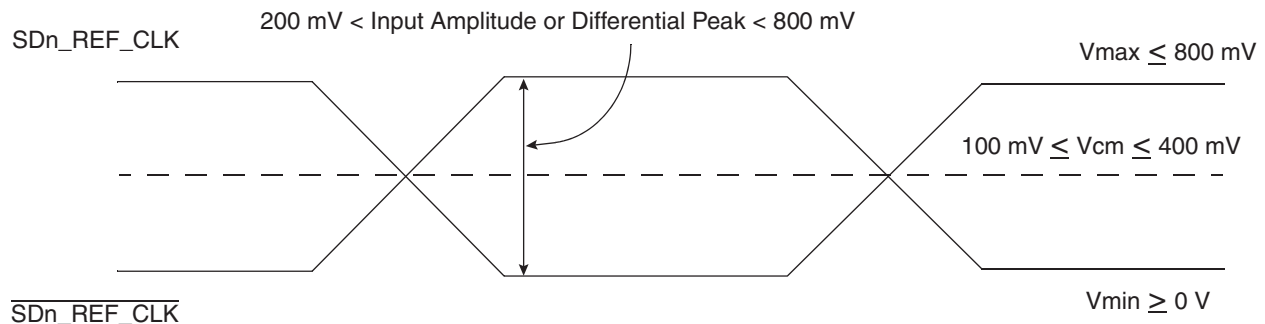 200 mV < Input Amplitude or Differential Peak < 800 mV
SDn_REF_CLK
Vmax ≤ 800 mV
100 mV ≤ Vcm ≤ 400 mV
Vmin ≥ 0 V
SDn_REF_CLK